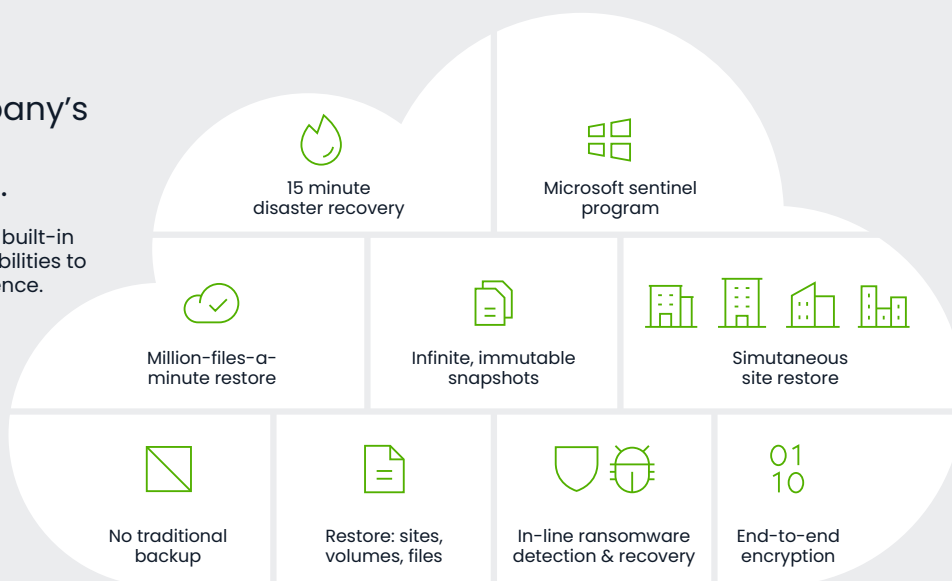 pany's
.
built-in
bilities to
ence.
15 minute
disaster recovery
Microsoft sentinel
program
Million-files-a-
minute restore
Infinite, immutable
snapshots
Simutaneous
site restore
01
10
No traditional
backup
Restore: sites,
volumes, files
In-line ransomware
detection & recovery
End-to-end
encryption